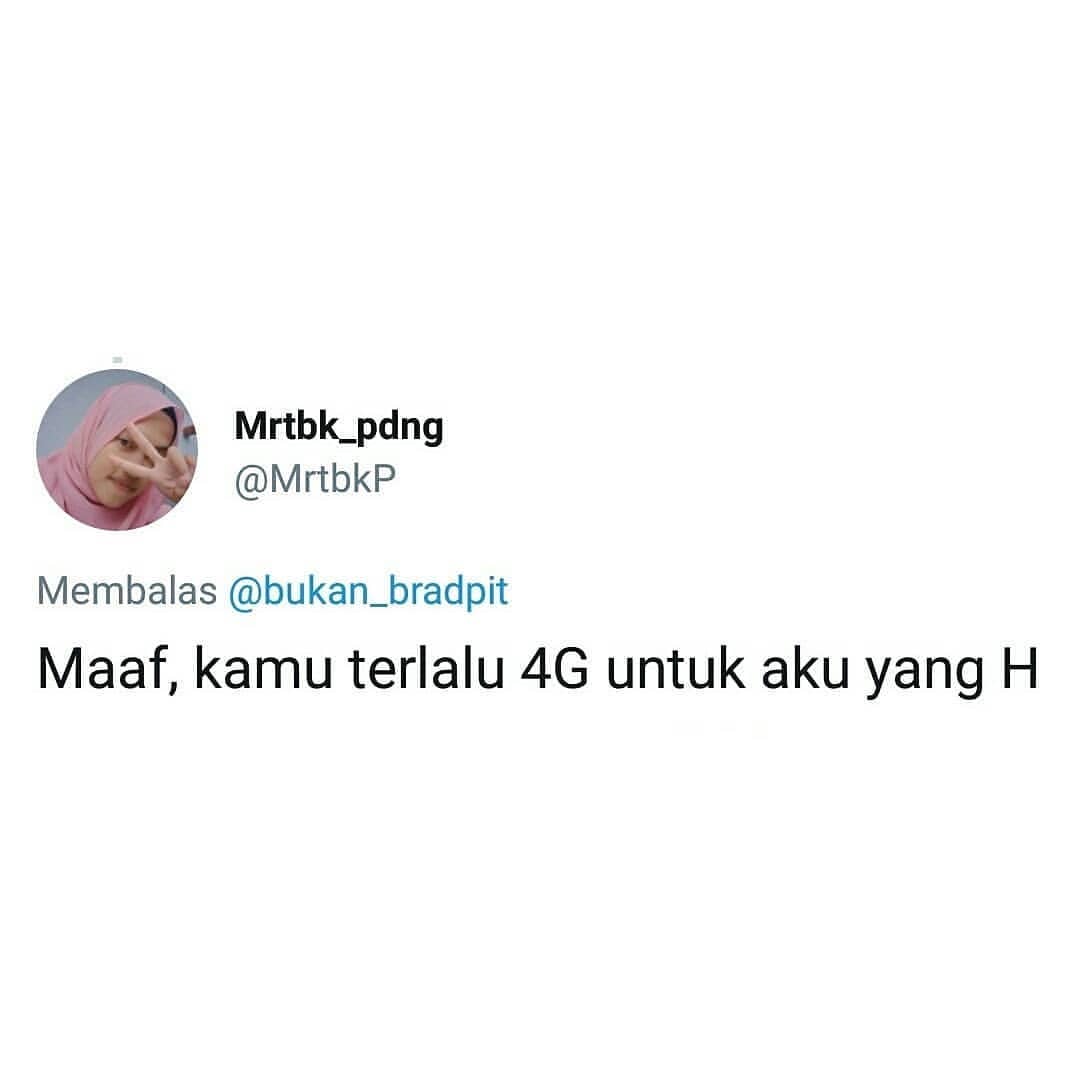 Mrtbk_pdng
@MrtbkP
Membalas @bukan_bradpit
Maaf, kamu terlalu 4G untuk aku yang H